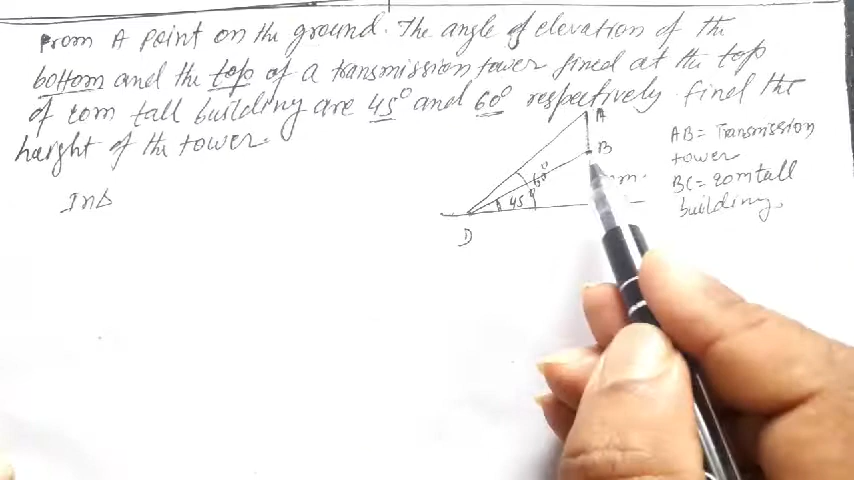 From A point on the ground. The angle of elevation of the
bottom and the top of a transmission tower fined at the top
of 20m tall building are 45° and 60° respectively. find the
height of the tower.
In Δ
A
B
60°
45°
m.
D
AB = Transmission
tower
BC = 20m tall
building.